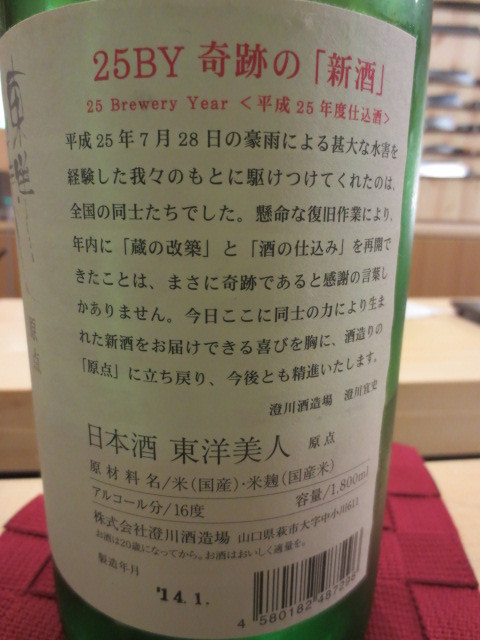 25BY 奇跡の「新酒」
25 Brewery Year <平成25年度仕込酒>
平成25年7月28日の豪雨による甚大な水害を
経験した我々のもとに駆けつけてくれたのは、
全国の同士たちでした。懸命な復旧作業により、
年内に「蔵の改築」と「酒の仕込み」を再開で
きたことは、まさに奇跡であると感謝の言葉し
かありません。今日ここに同士の力により生ま
れた新酒をお届けできる喜びを胸に、酒造りの
「原点」に立ち戻り、今後とも精進いたします。
澄川酒造場 澄川宜史
日本酒 東洋美人 原点
原材料名/米(国産)・米麹(国産米)
アルコール分/16度 容量/1,800ml
株式会社澄川酒造場 山口県萩市大字中小川611
お酒は20歳になってから。お酒はおいしく適量を。
製造年月
'14.1.
4 580182 487298
原点